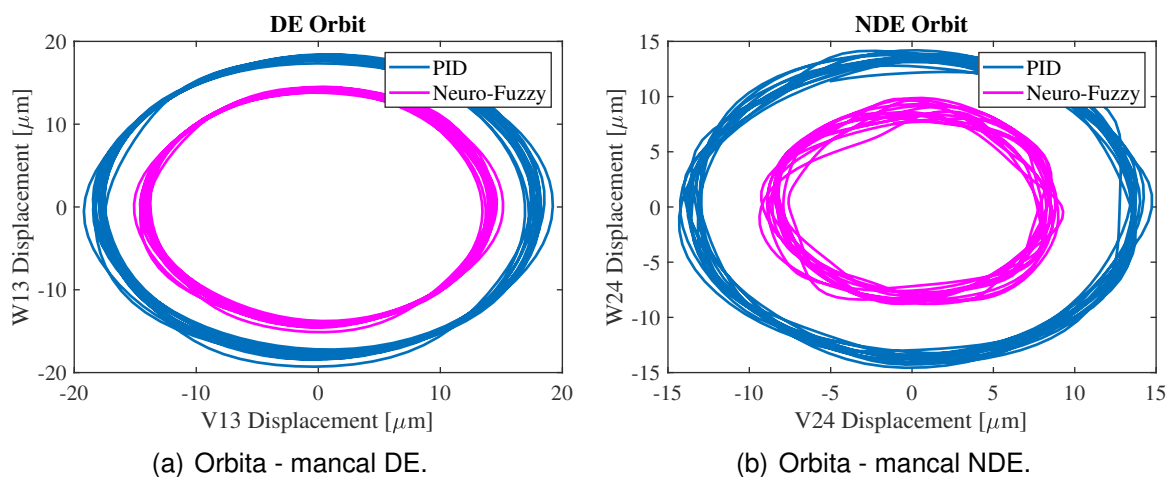 DE Orbit
20
10
0
-10
-20
-20
-10
0
10
20
W13 Displacement [μm]
V13 Displacement [μm]
PID
Neuro-Fuzzy
(a) Orbita - mancal DE.
NDE Orbit
15
10
5
0
-5
-10
-15
-15
-10
-5
0
5
10
15
W24 Displacement [μm]
V24 Displacement [μm]
PID
Neuro-Fuzzy
(b) Orbita - mancal NDE.